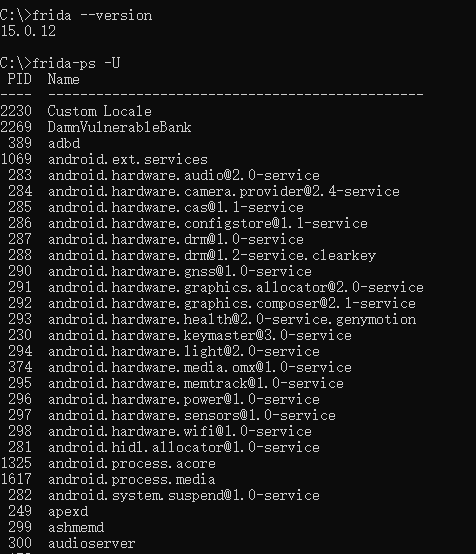 C:\>frida --version
15.0.12
C:\>frida-ps -U
 PID  Name
----  -----------------------------------------------
2230  Custom Locale
2269  DamnVulnerableBank
 389  adbd
1069  android.ext.services
 283  android.hardware.audio@2.0-service
 284  android.hardware.camera.provider@2.4-service
 285  android.hardware.cas@1.1-service
 286  android.hardware.configstore@1.1-service
 287  android.hardware.drm@1.0-service
 288  android.hardware.drm@1.2-service.clearkey
 290  android.hardware.gnss@1.0-service
 291  android.hardware.graphics.allocator@2.0-service
 292  android.hardware.graphics.composer@2.1-service
 293  android.hardware.health@2.0-service.genymotion
 230  android.hardware.keymaster@3.0-service
 294  android.hardware.light@2.0-service
 374  android.hardware.media.omx@1.0-service
 295  android.hardware.memtrack@1.0-service
 296  android.hardware.power@1.0-service
 297  android.hardware.sensors@1.0-service
 298  android.hardware.wifi@1.0-service
 281  android.hidl.allocator@1.0-service
1325  android.process.acore
1617  android.process.media
 282  android.system.suspend@1.0-service
 249  apexd
 299  ashmemd
 300  audioserver